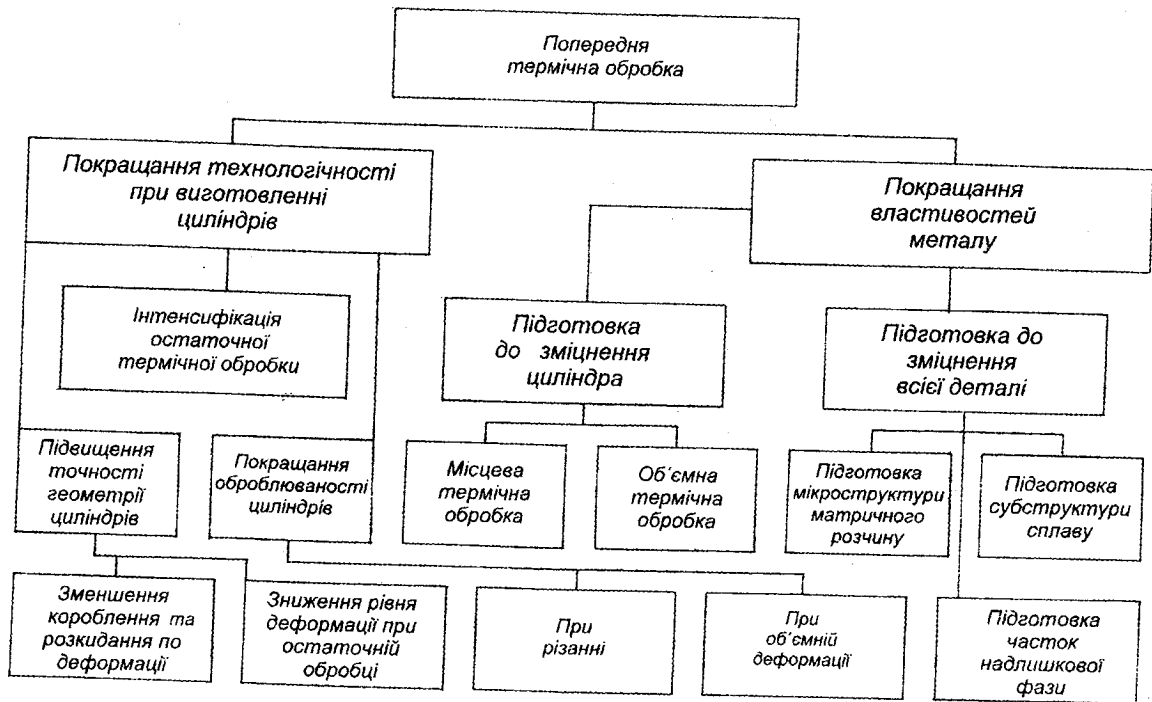 Попередня
термічна обробка
Покращання технологічності
при виготовленні
циліндрів
Покращання
властивостей
металу
Інтенсифікація
остаточної
термічної обробки
Підготовка
до зміцнення
циліндра
Підготовка до
зміцнення
всієї деталі
Підвищення
точності
геометрії
циліндрів
Покращання
оброблюваності
циліндрів
Місцева
термічна
обробка
Об´ємна
термічна
обробка
Підготовка
мікроструктури
матричного
розчину
Підготовка
субструктури
сплаву
Зменшення
короблення та
розкидання по
деформації
Зниження рівня
деформації при
остаточній
обробці
При
різанні
При
об´ємній
деформації
Підготовка
часток
надлишкової
фази